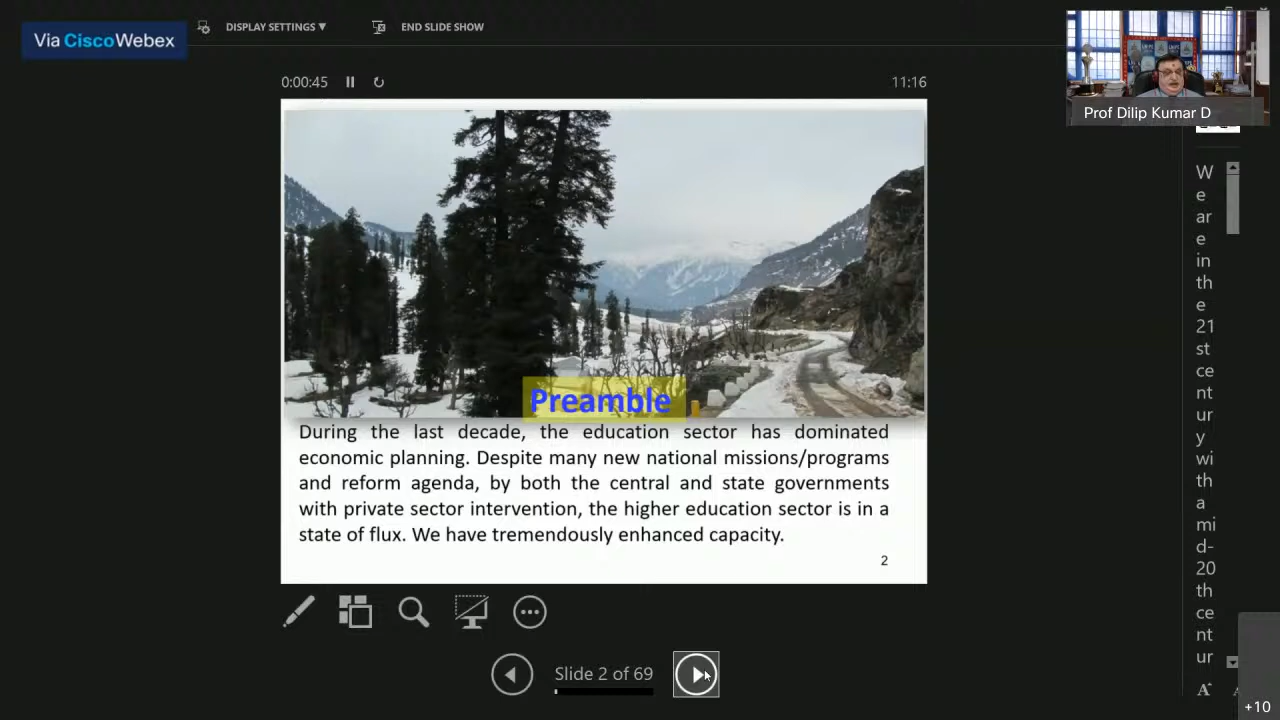 Via CiscoWebex
DISPLAY SETTINGS ▼
END SLIDE SHOW
0:00:45
11:16
Prof Dilip Kumar D
Preamble
During the last decade, the education sector has dominated
economic planning. Despite many new national missions/programs
and reform agenda, by both the central and state governments
with private sector intervention, the higher education sector is in a
state of flux. We have tremendously enhanced capacity.
2
Slide 2 of 69
W
e
ar
e
in
th
e
21
st
ce
nt
ur
y
wi
th
a
mi
d-
20
th
ce
nt
ur
A
+10